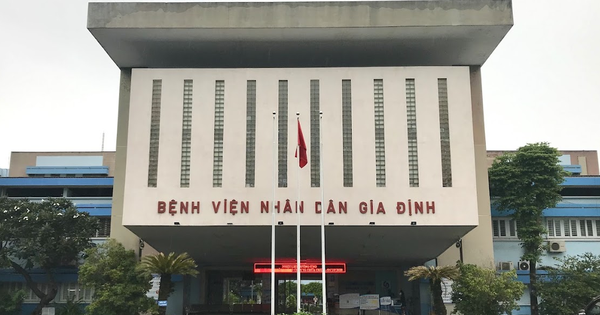 BỆNH VIỆN NHÂN DÂN GIA ĐỊNH